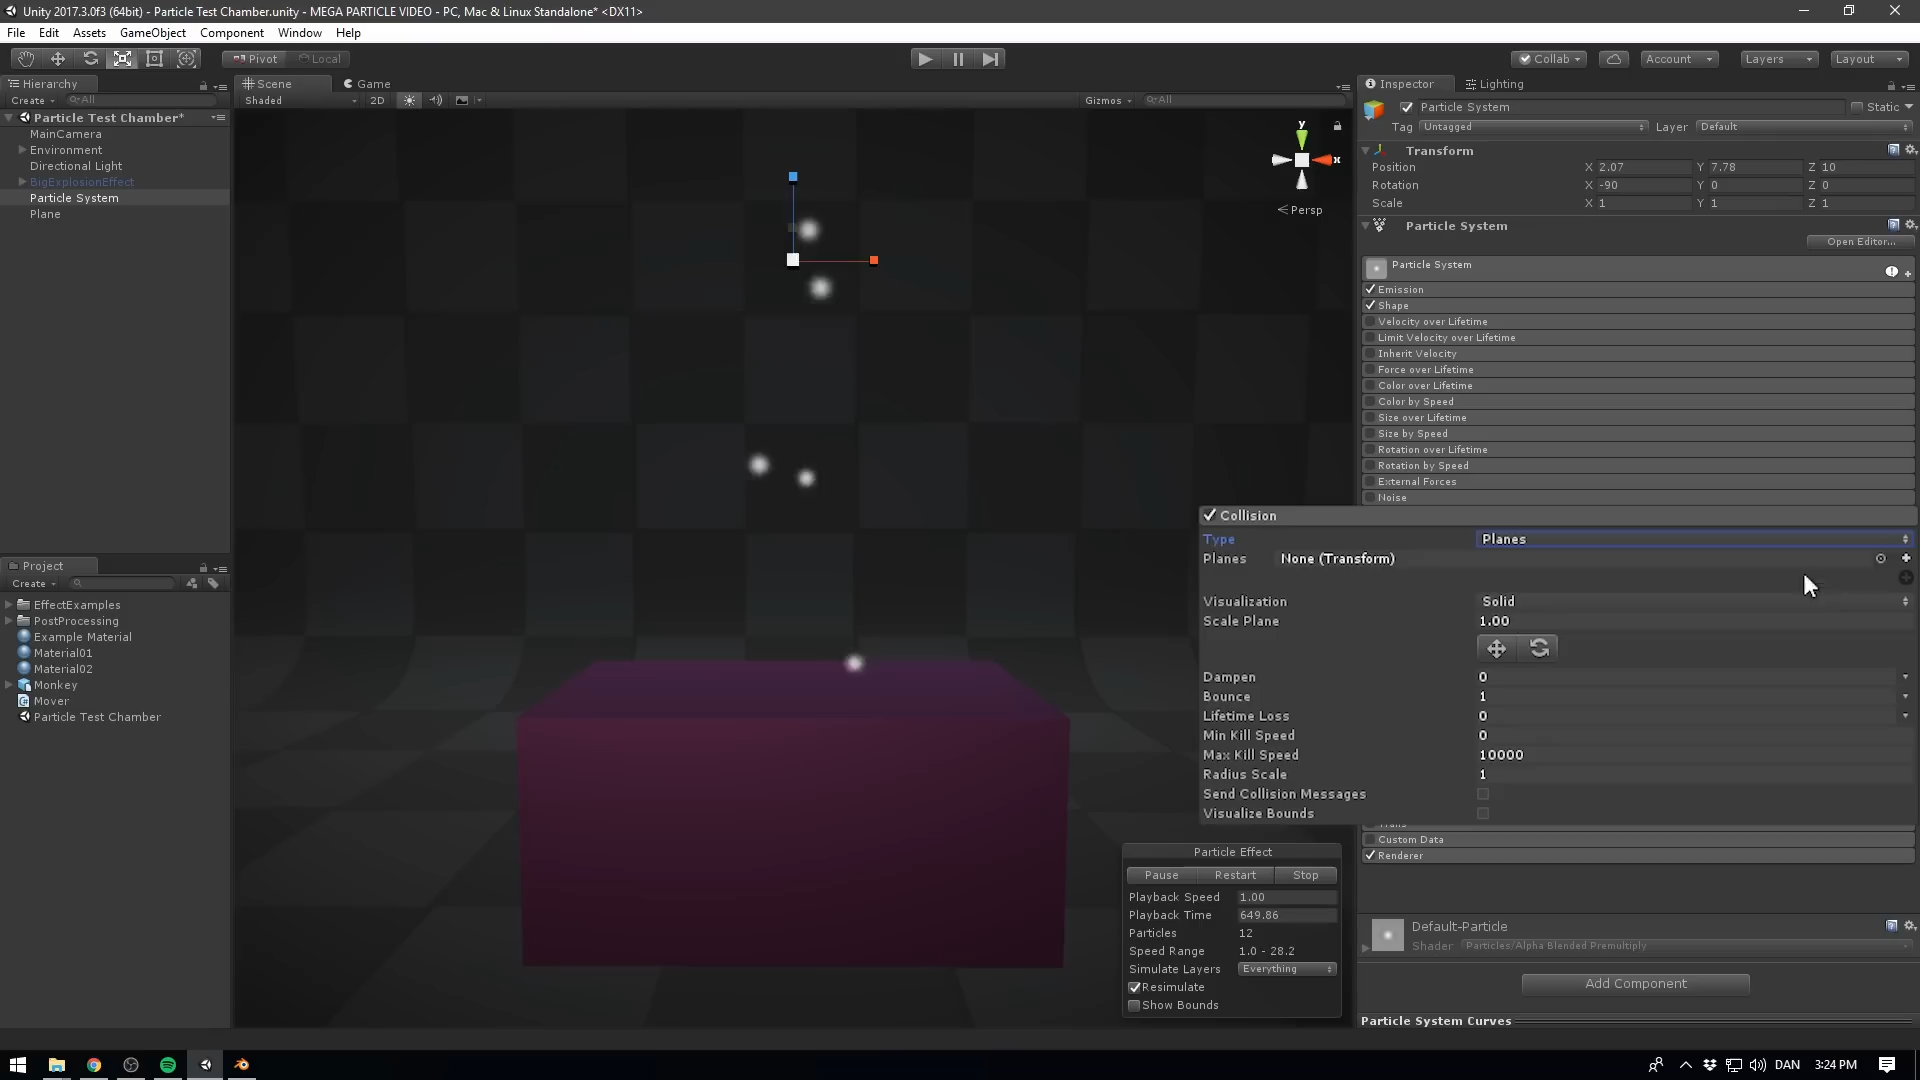 Unity 2017.3.0f3 (64bit) - Particle Test Chamber.unity - MEGA PARTICLE VIDEO - PC, Mac & Linux Standalone* <DX11>
File Edit Assets GameObject Component Window Help
Pivot Local Collab Account Layers Layout
Hierarchy
Create All
Particle Test Chamber*
MainCamera
Environment
Directional Light
BigExplosionEffect
Particle System
Plane
Project
Create
EffectExamples
PostProcessing
Example Material
Material01
Material02
Monkey
Mover
Particle Test Chamber
Scene Game
Shaded 2D Gizmos All
y
x
Persp
Particle Effect
Pause Restart Stop
Playback Speed 1.00
Playback Time 649.86
Particles 12
Speed Range 1.0 - 28.2
Simulate Layers Everything
Resimulate
Show Bounds
Inspector Lighting
Particle System Static
Tag Untagged Layer Default
Transform
Position X 2.07 Y 7.78 Z 10
Rotation X -90 Y 0 Z 0
Scale X 1 Y 1 Z 1
Particle System
Open Editor...
Particle System
Emission
Shape
Velocity over Lifetime
Limit Velocity over Lifetime
Inherit Velocity
Force over Lifetime
Color over Lifetime
Color by Speed
Size over Lifetime
Size by Speed
Rotation over Lifetime
Rotation by Speed
External Forces
Noise
Collision
Type Planes
Planes None (Transform)
Visualization Solid
Scale Plane 1.00
Dampen 0
Bounce 1
Lifetime Loss 0
Min Kill Speed 0
Max Kill Speed 10000
Radius Scale 1
Send Collision Messages
Visualize Bounds
Custom Data
Renderer
Default-Particle
Shader Particles/Alpha Blended Premultiply
Add Component
Particle System Curves
DAN 3:24 PM